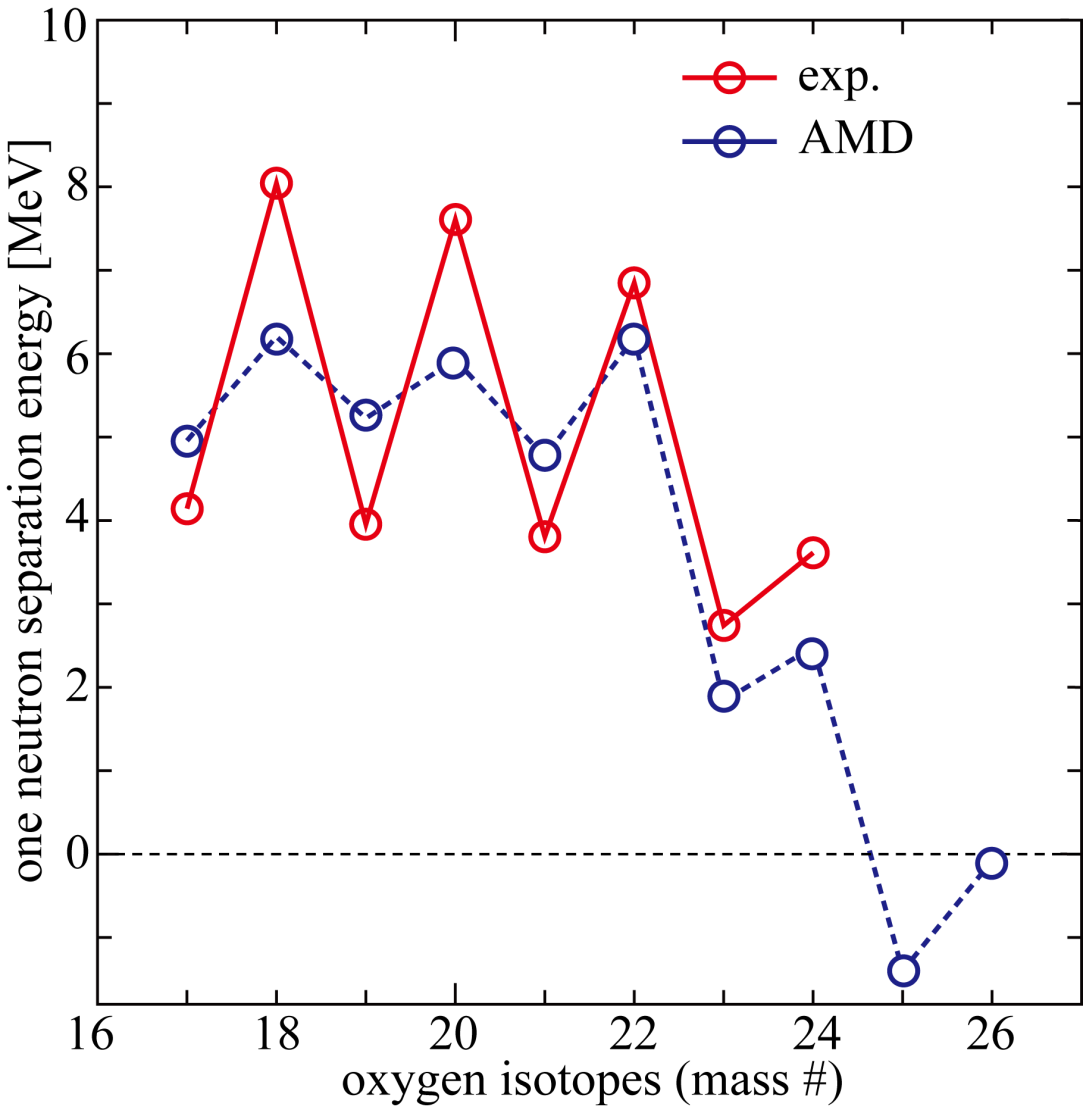 10
8
6
4
2
0
one neutron separation energy [MeV]
exp.
AMD
16 18 20 22 24 26
oxygen isotopes (mass #)